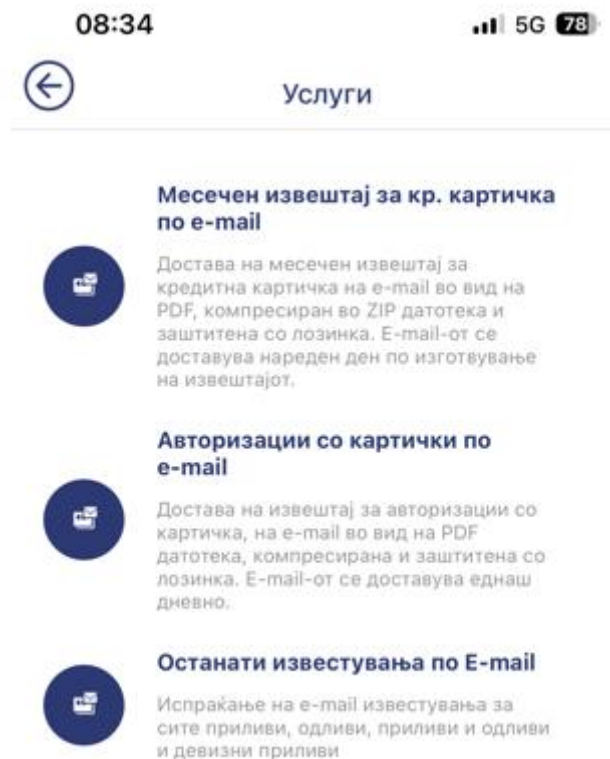 08:34 5G 78
Услуги
Месечен извештај за кр. картичка
по e-mail
Достава на месечен извештај за
кредитна картичка на e-mail во вид на
PDF, компресиран во ZIP датотека и
заштитена со лозинка. E-mail-от се
доставува нареден ден по изготвување
на извештајот.
Авторизации со картички по
e-mail
Достава на извештај за авторизации со
картичка, на e-mail во вид на PDF
датотека, компресирана и заштитена со
лозинка. E-mail-от се доставува еднаш
дневно.
Останати известувања по E-mail
Испраќање на e-mail известувања за
сите приливи, одливи, приливи и одливи
и девизни приливи